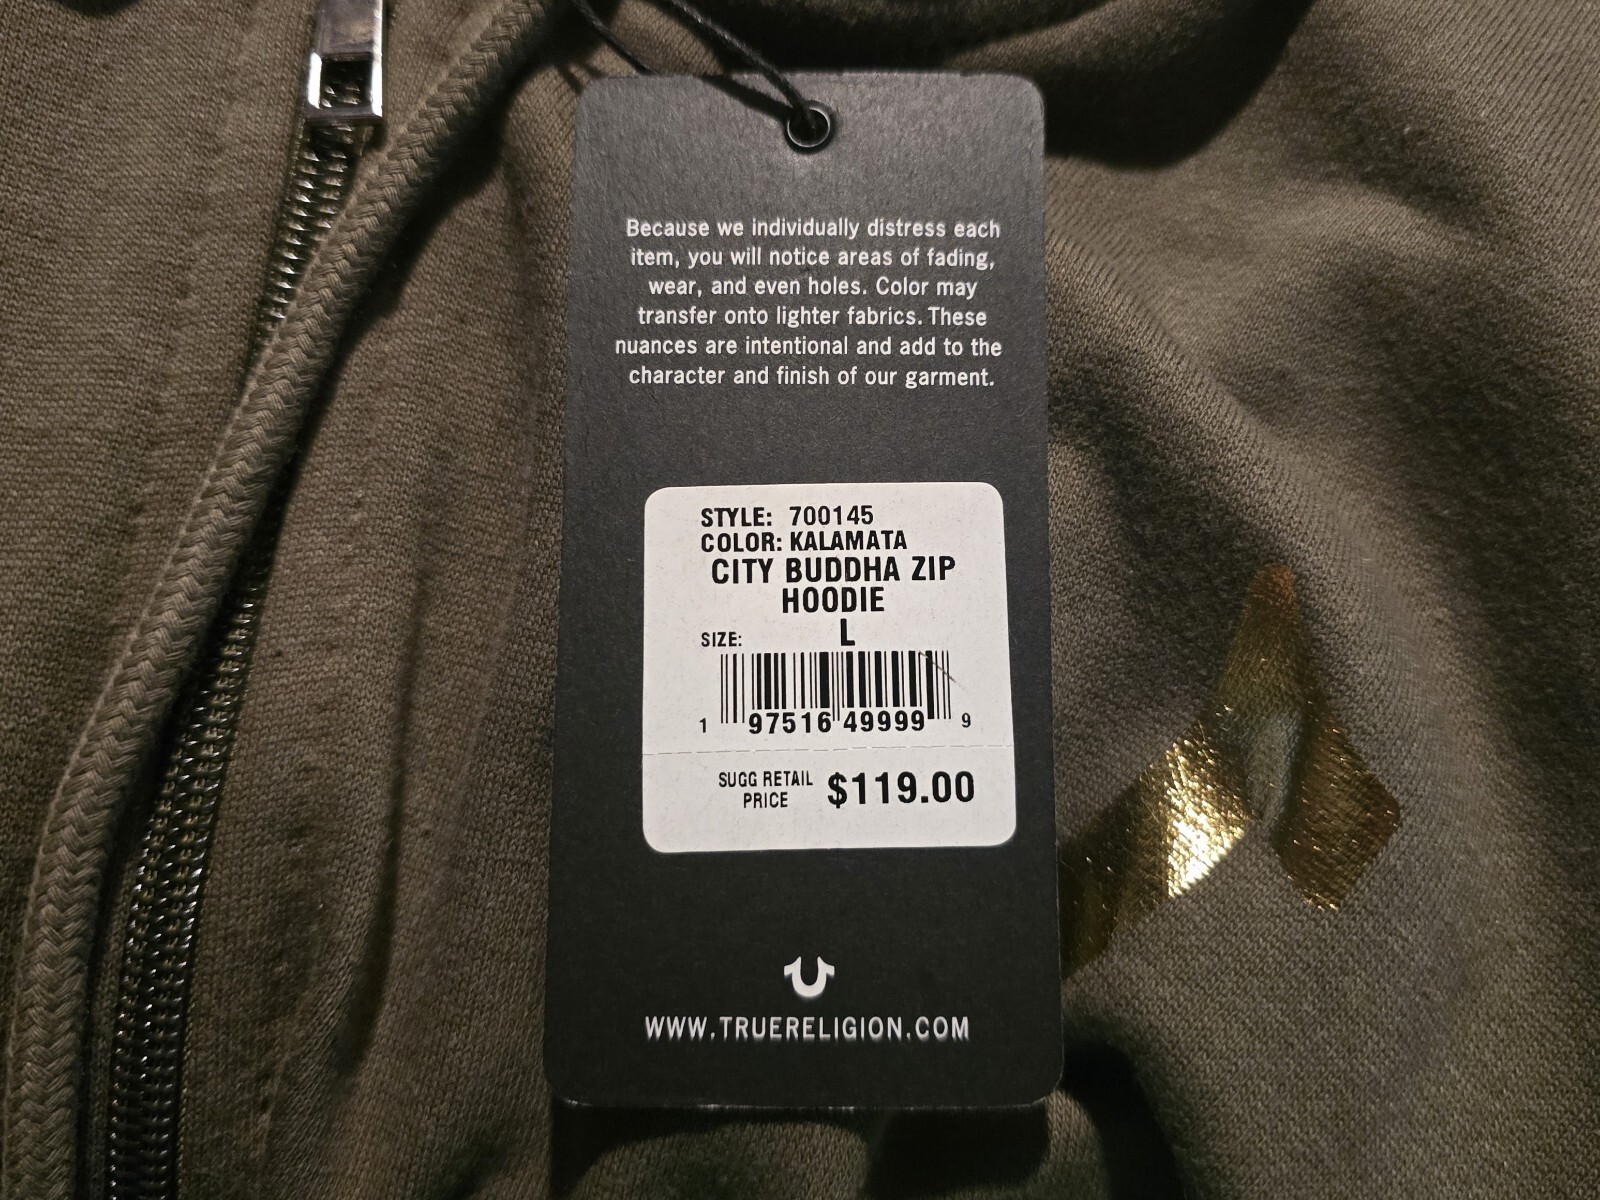 Because we individually distress each
item, you will notice areas of fading,
wear, and even holes. Color may
transfer onto lighter fabrics. These
nuances are intentional and add to the
character and finish of our garment.
STYLE: 700145
COLOR: KALAMATA
CITY BUDDHA ZIP
HOODIE
SIZE: L
1 97516 49999 9
SUGG RETAIL
PRICE $119.00
WWW.TRUERELIGION.COM